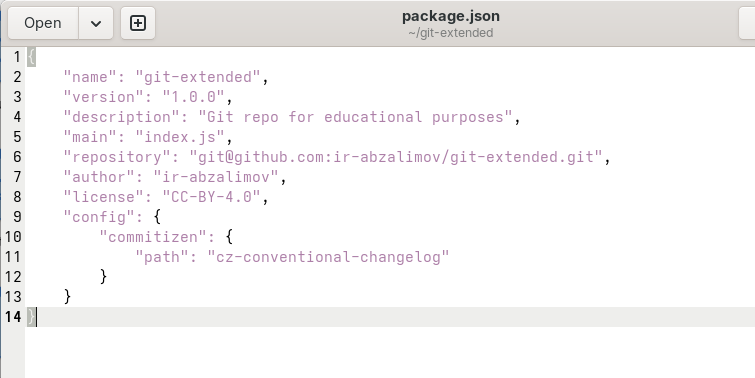 Open
package.json
~/git-extended
1 {
2     "name": "git-extended",
3     "version": "1.0.0",
4     "description": "Git repo for educational purposes",
5     "main": "index.js",
6     "repository": "git@github.com:ir-abzalimov/git-extended.git",
7     "author": "ir-abzalimov",
8     "license": "CC-BY-4.0",
9     "config": {
10         "commitizen": {
11             "path": "cz-conventional-changelog"
12         }
13     }
14 }